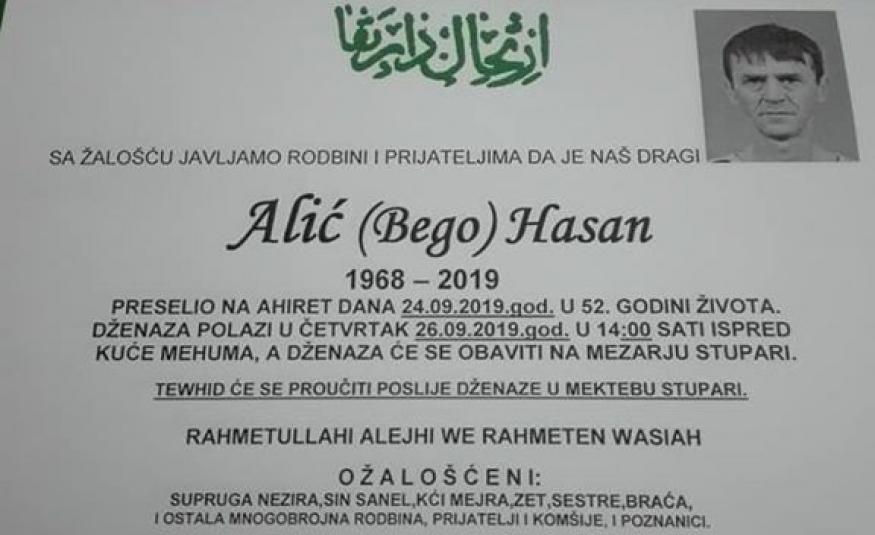 SA ŽALOŠĆU JAVLJAMO RODBINI I PRIJATELJIMA DA JE NAŠ DRAGI
Alić (Bego) Hasan
1968 – 2019
PRESELIO NA AHIRET DANA 24.09.2019.god. U 52. GODINI ŽIVOTA.
DŽENAZA POLAZI U ČETVRTAK 26.09.2019.god. U 14:00 SATI ISPRED
KUĆE MEHUMA, A DŽENAZA ĆE SE OBAVITI NA MEZARJU STUPARI.
TEWHID ĆE SE PROUČITI POSLIJE DŽENAZE U MEKTEBU STUPARI.
RAHMETULLAHI ALEJHI WE RAHMETEN WASIAH
OŽALOŠĆENI:
SUPRUGA NEZIRA,SIN SANEL,KĆI MEJRA,ZET,SESTRE,BRAĆA,
I OSTALA MNOGOBROJNA RODBINA, PRIJATELJI I KOMŠIJE, I POZNANICI.